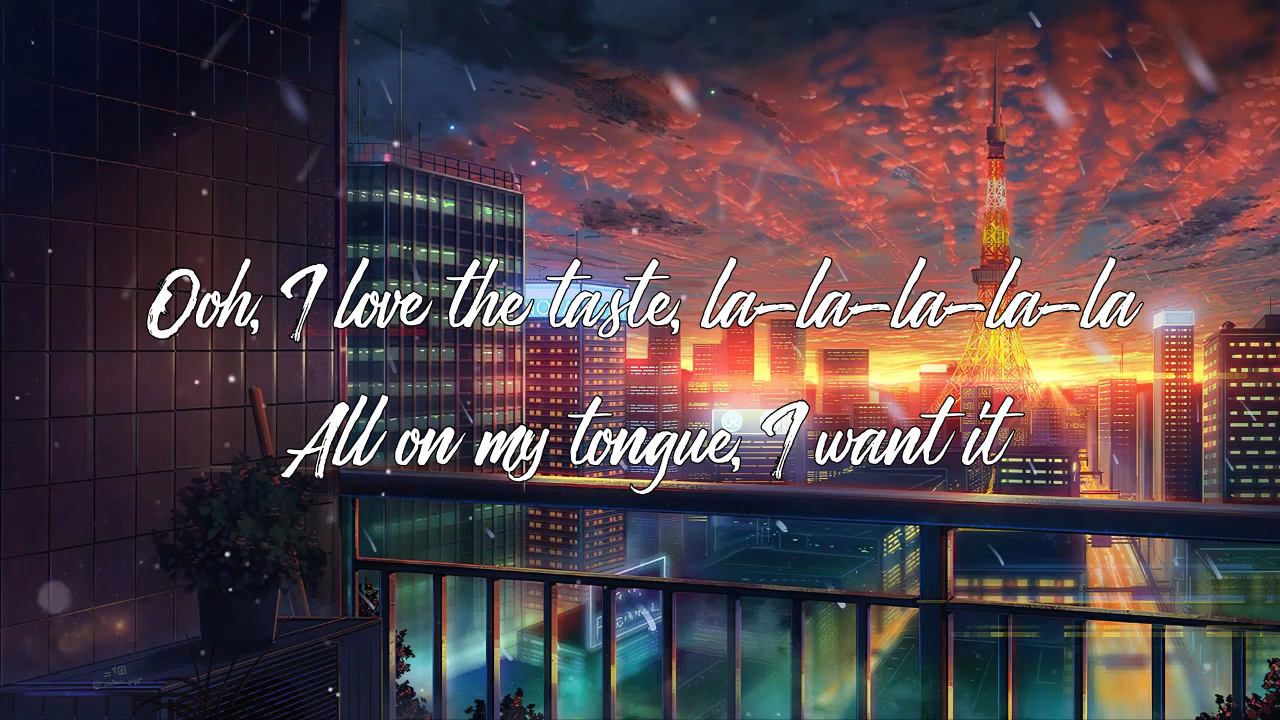 Ooh, I love the taste, la-la-la-la-la
All on my tongue, I want it